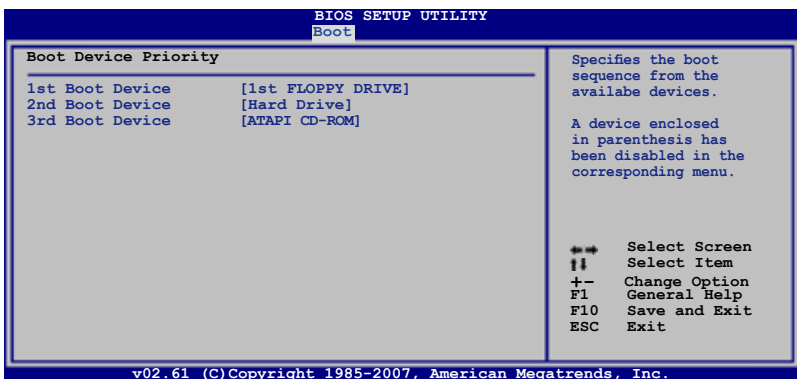 BIOS SETUP UTILITY
Boot
Boot Device Priority
1st Boot Device [1st FLOPPY DRIVE]
2nd Boot Device [Hard Drive]
3rd Boot Device [ATAPI CD-ROM]
Specifies the boot
sequence from the
availabe devices.
A device enclosed
in parenthesis has
been disabled in the
corresponding menu.
←→ Select Screen
↑↓ Select Item
+- Change Option
F1 General Help
F10 Save and Exit
ESC Exit
v02.61 (C)Copyright 1985-2007, American Megatrends, Inc.